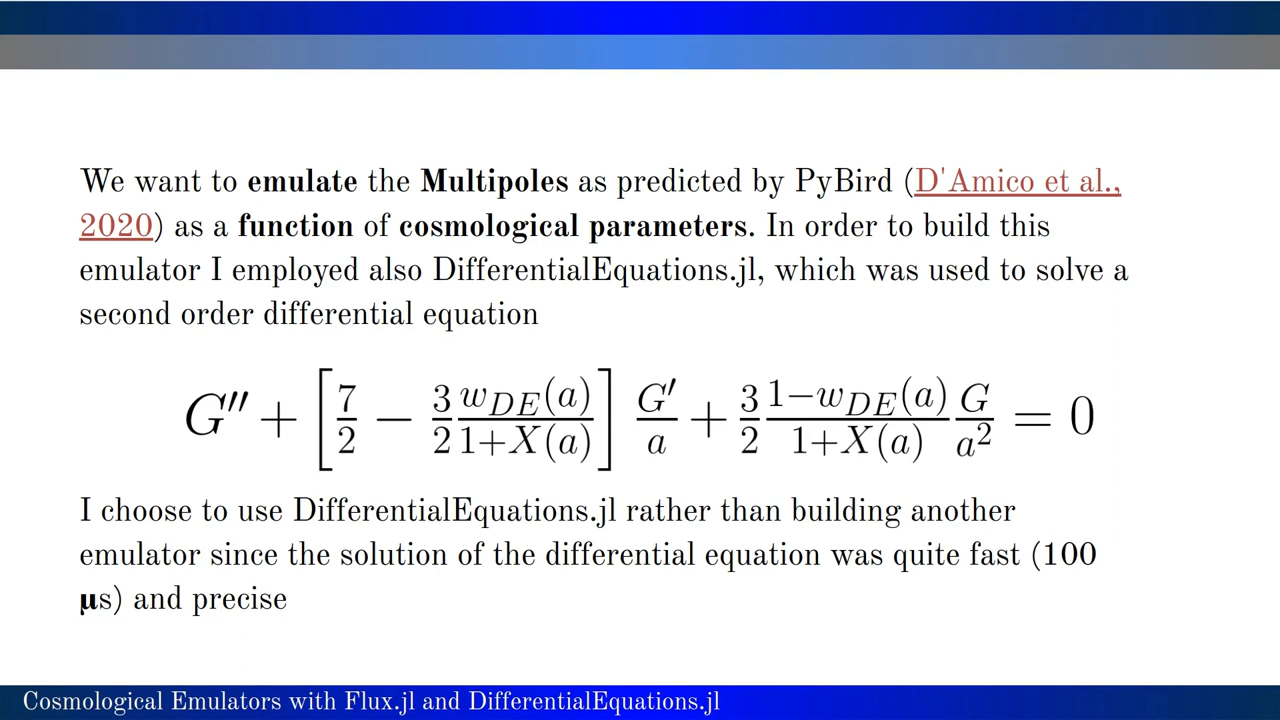 We want to emulate the Multipoles as predicted by PyBird (D'Amico et al.,
2020) as a function of cosmological parameters. In order to build this
emulator I employed also DifferentialEquations.jl, which was used to solve a
second order differential equation
G′′ + [7/2 − 3/2 w_DE(a)/1+X(a)] G′/a + 3/2 1−w_DE(a)/1+X(a) G/a² = 0
I choose to use DifferentialEquations.jl rather than building another
emulator since the solution of the differential equation was quite fast (100
µs) and precise
Cosmological Emulators with Flux.jl and DifferentialEquations.jl